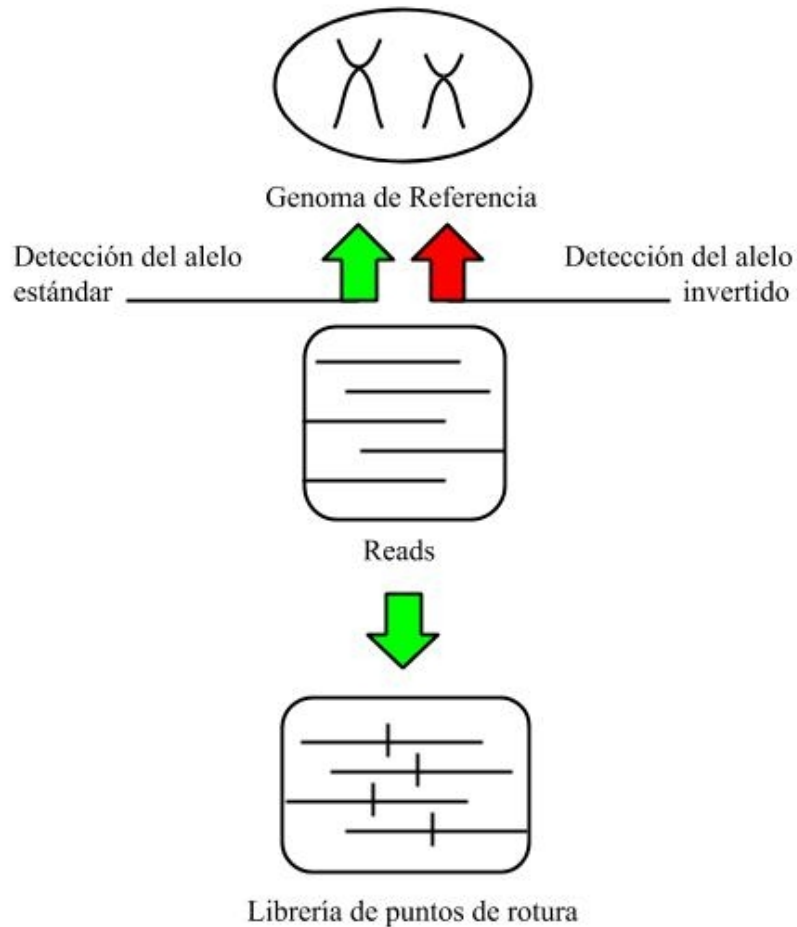 Genoma de Referencia
Detección del alelo
estándar
Detección del alelo
invertido
Reads
Librería de puntos de rotura